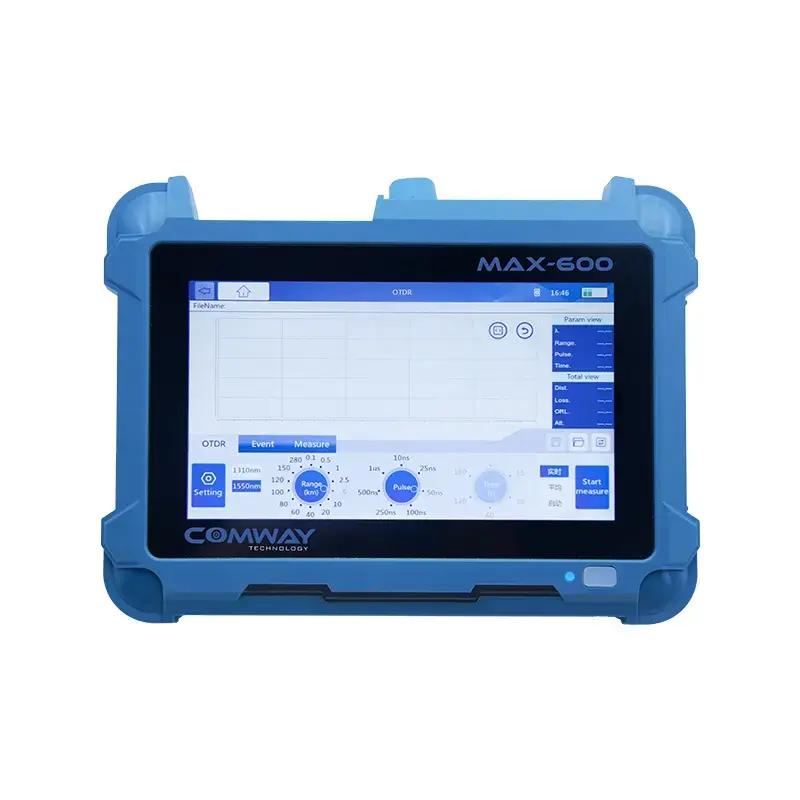 MAX-600
OTDR
16:46
FileName:
Param view
λ
Range.
Pulse.
Time.
Total view
Dist.
Loss.
ORL.
Att.
OTDR
Event
Measure
Setting
1310nm
1550nm
280 0.1 0.5
150 1
120 2.5
100 5
80 10
60 40 20
Range
(km)
10ns
1us 25ns
500ns 50ns
250ns 100ns
Pulse
Time
实时
平均
Start
measure
COMWAY
TECHNOLOGY